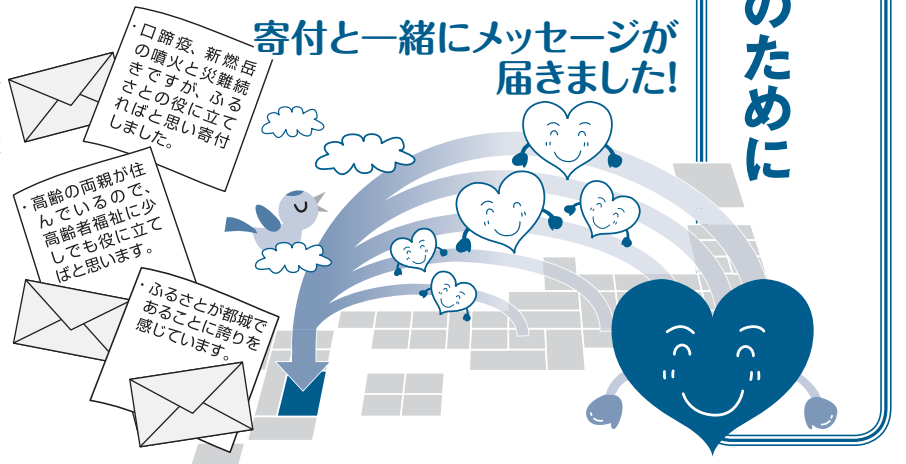 のために
寄付と一緒にメッセージが
届きました!
・口蹄疫、新燃岳
の噴火と災難続
きですが、ふる
さとの役に立て
ればと思い寄付
しました。
・高齢の両親が住
んでいるので、
高齢者福祉に少
しでも役に立て
ばと思います。
・ふるさとが都城で
あることに誇りを
感じています。